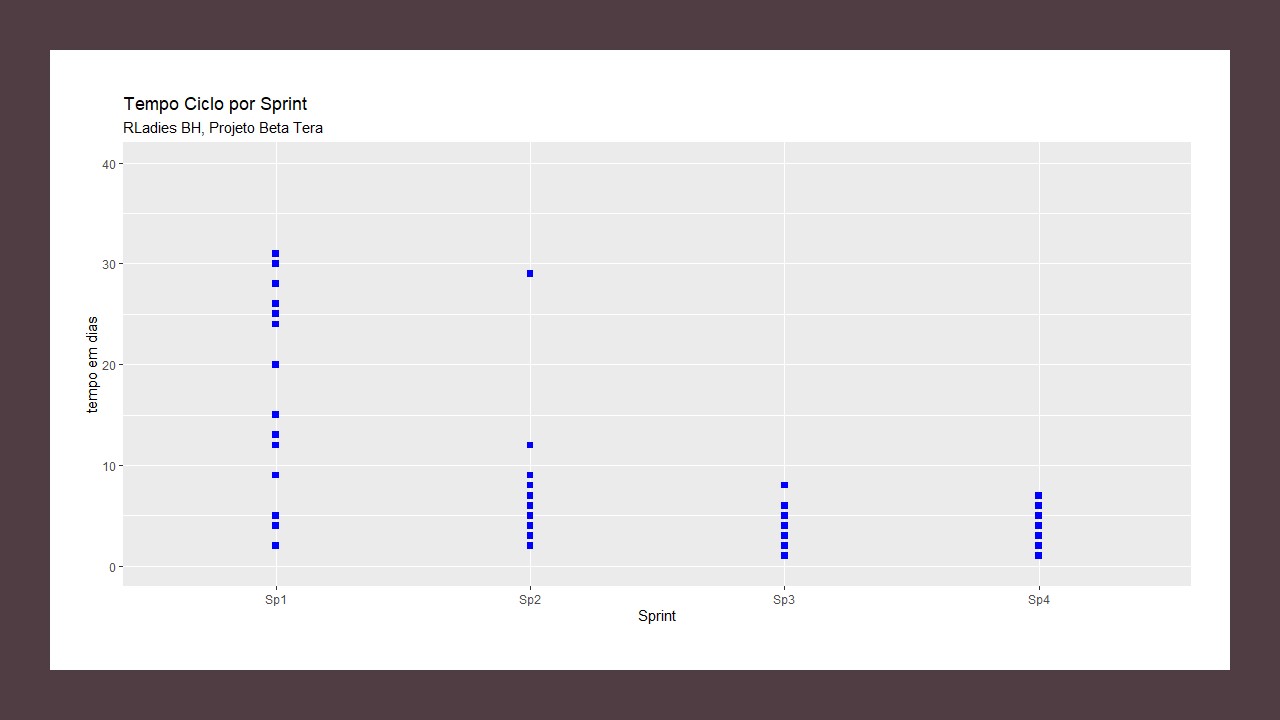 Tempo Ciclo por Sprint
RLadies BH, Projeto Beta Tera
tempo em dias
40
30
20
10
0
Sp1 Sp2 Sp3 Sp4
Sprint